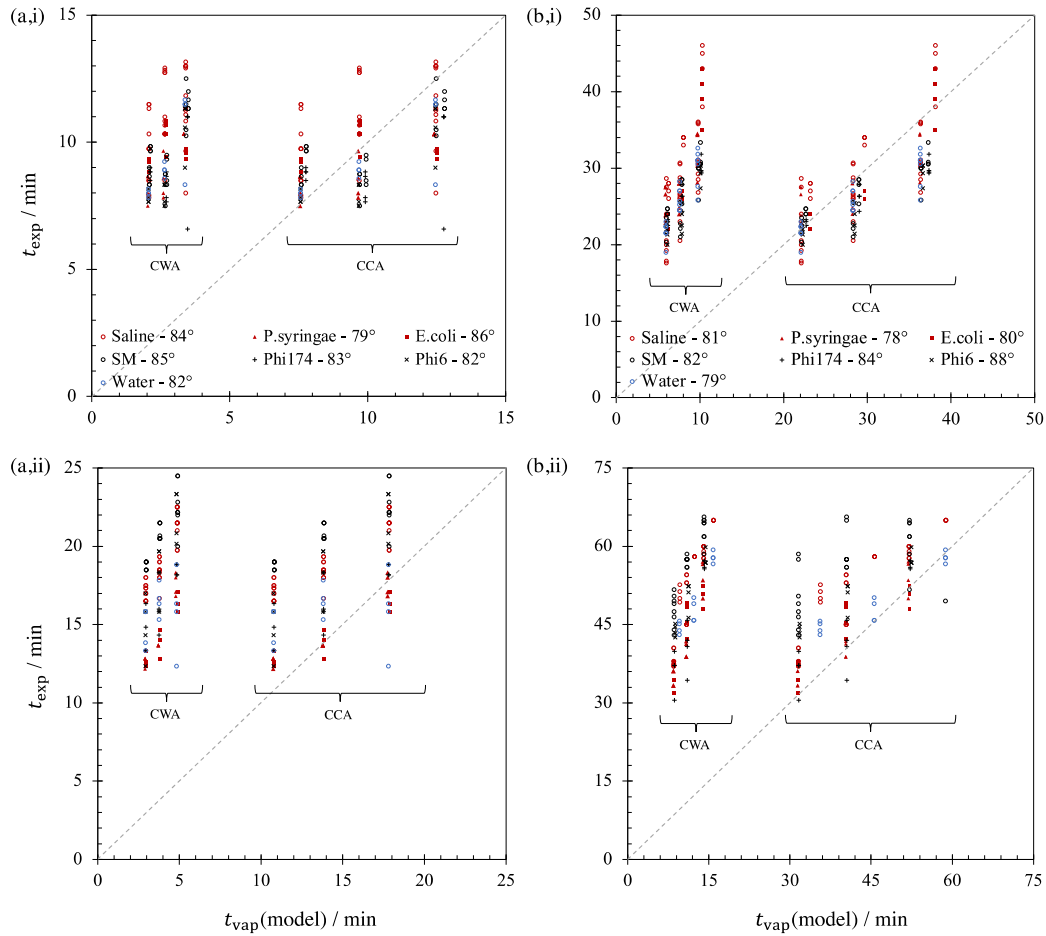 (a,i)
15
10
5
0
0 5 10 15
t_exp / min
CWA CCA
Saline - 84° P.syringae - 79° E.coli - 86°
SM - 85° Phi174 - 83° Phi6 - 82°
Water - 82°
(b,i)
50
40
30
20
10
0
0 10 20 30 40 50
CWA CCA
Saline - 81° P.syringae - 78° E.coli - 80°
SM - 82° Phi174 - 84° Phi6 - 88°
Water - 79°
(a,ii)
25
20
15
10
5
0
0 5 10 15 20 25
t_exp / min
CWA CCA
t_vap(model) / min
(b,ii)
75
60
45
30
15
0
0 15 30 45 60 75
CWA CCA
t_vap(model) / min